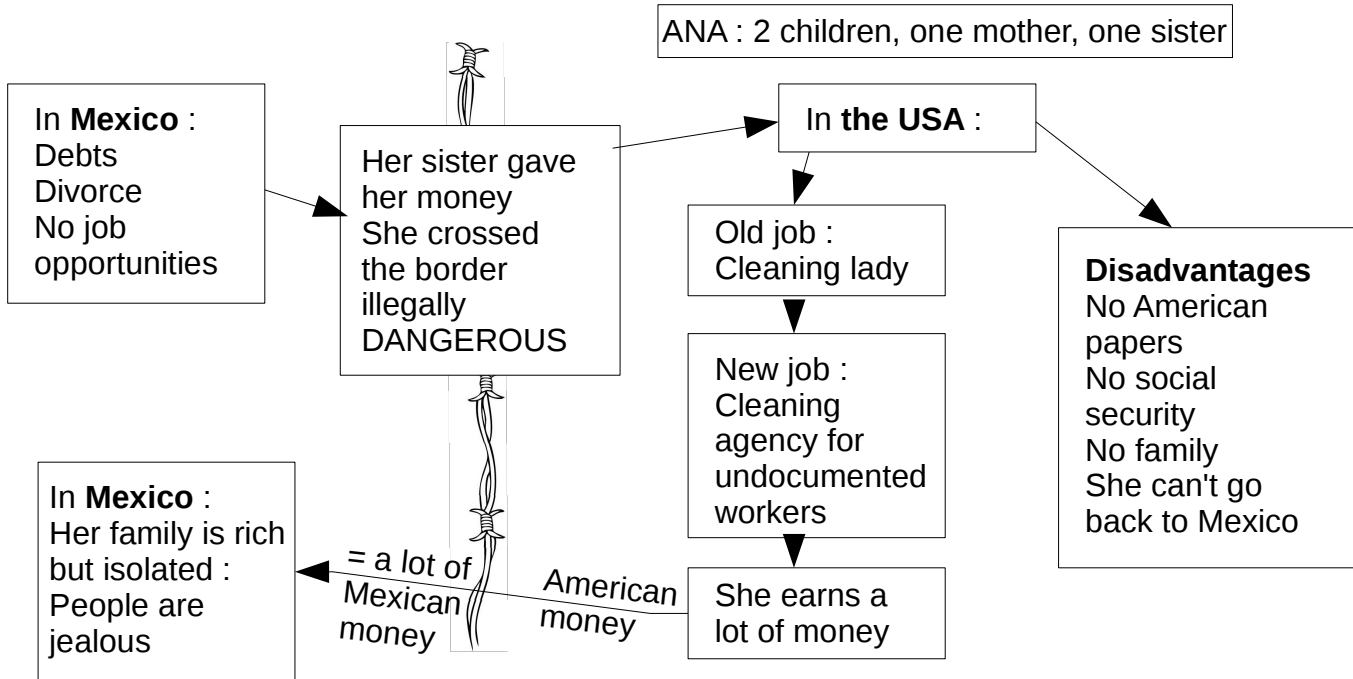 ANA : 2 children, one mother, one sister
In Mexico :
Debts
Divorce
No job
opportunities
Her sister gave
her money
She crossed
the border
illegally
DANGEROUS
In the USA :
Old job :
Cleaning lady
New job :
Cleaning
agency for
undocumented
workers
She earns a
lot of money
Disadvantages
No American
papers
No social
security
No family
She can't go
back to Mexico
American
money
= a lot of
Mexican
money
In Mexico :
Her family is rich
but isolated :
People are
jealous